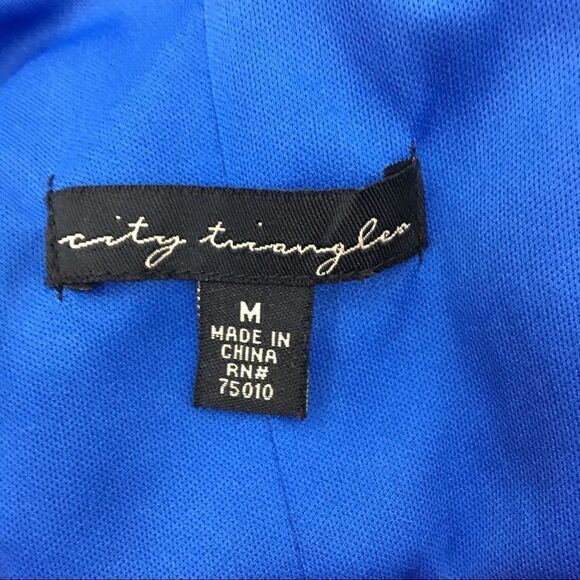 city triangles
M
MADE IN
CHINA
RN#
75010